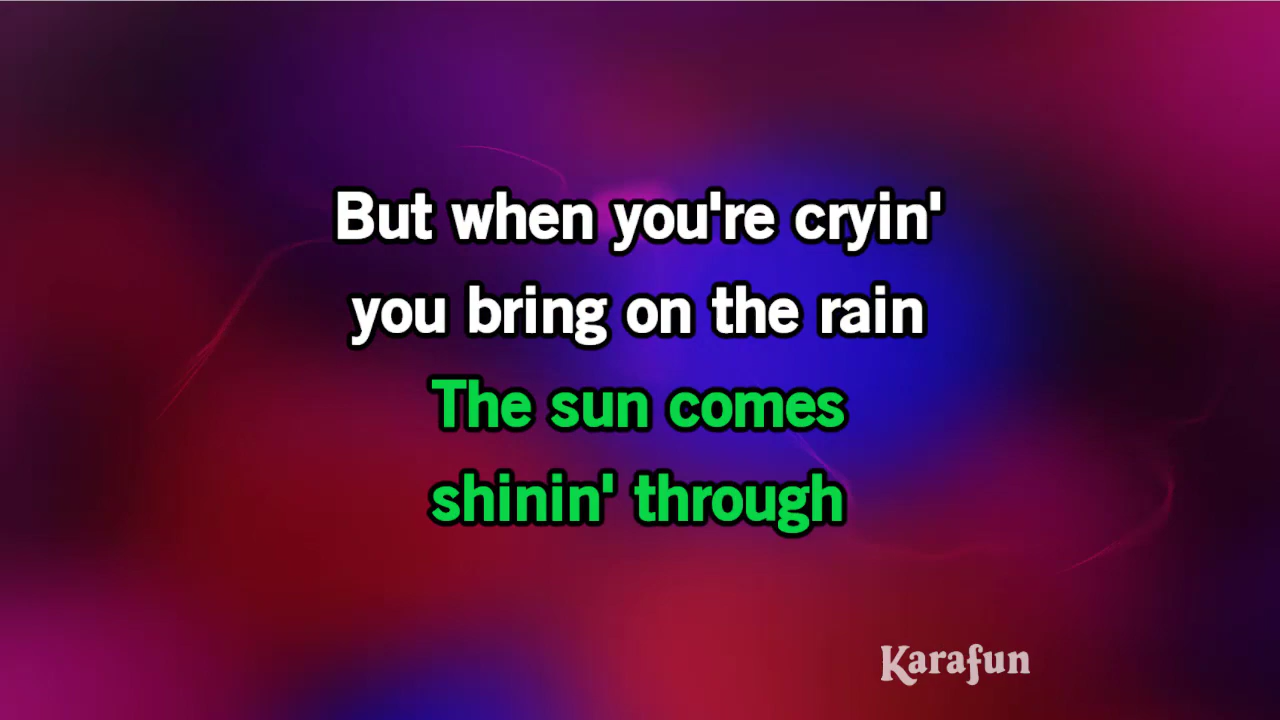 But when you're cryin'
you bring on the rain
The sun comes
shinin' through
Karafun